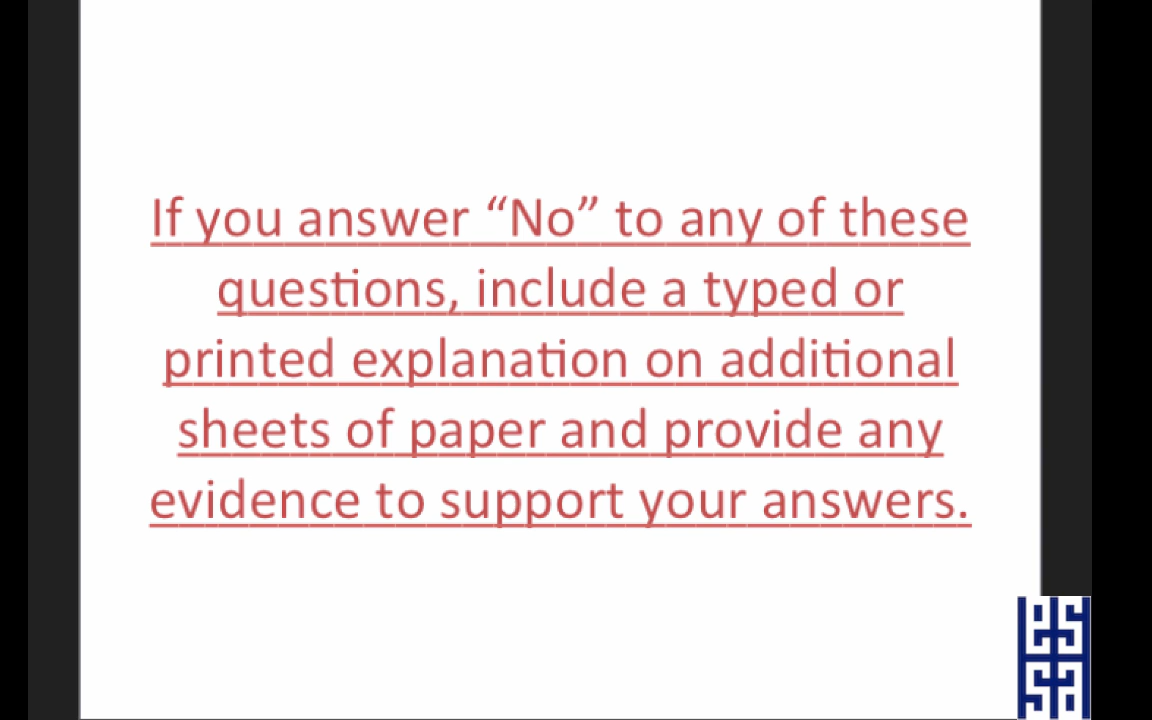 If you answer “No” to any of these
questions, include a typed or
printed explanation on additional
sheets of paper and provide any
evidence to support your answers.